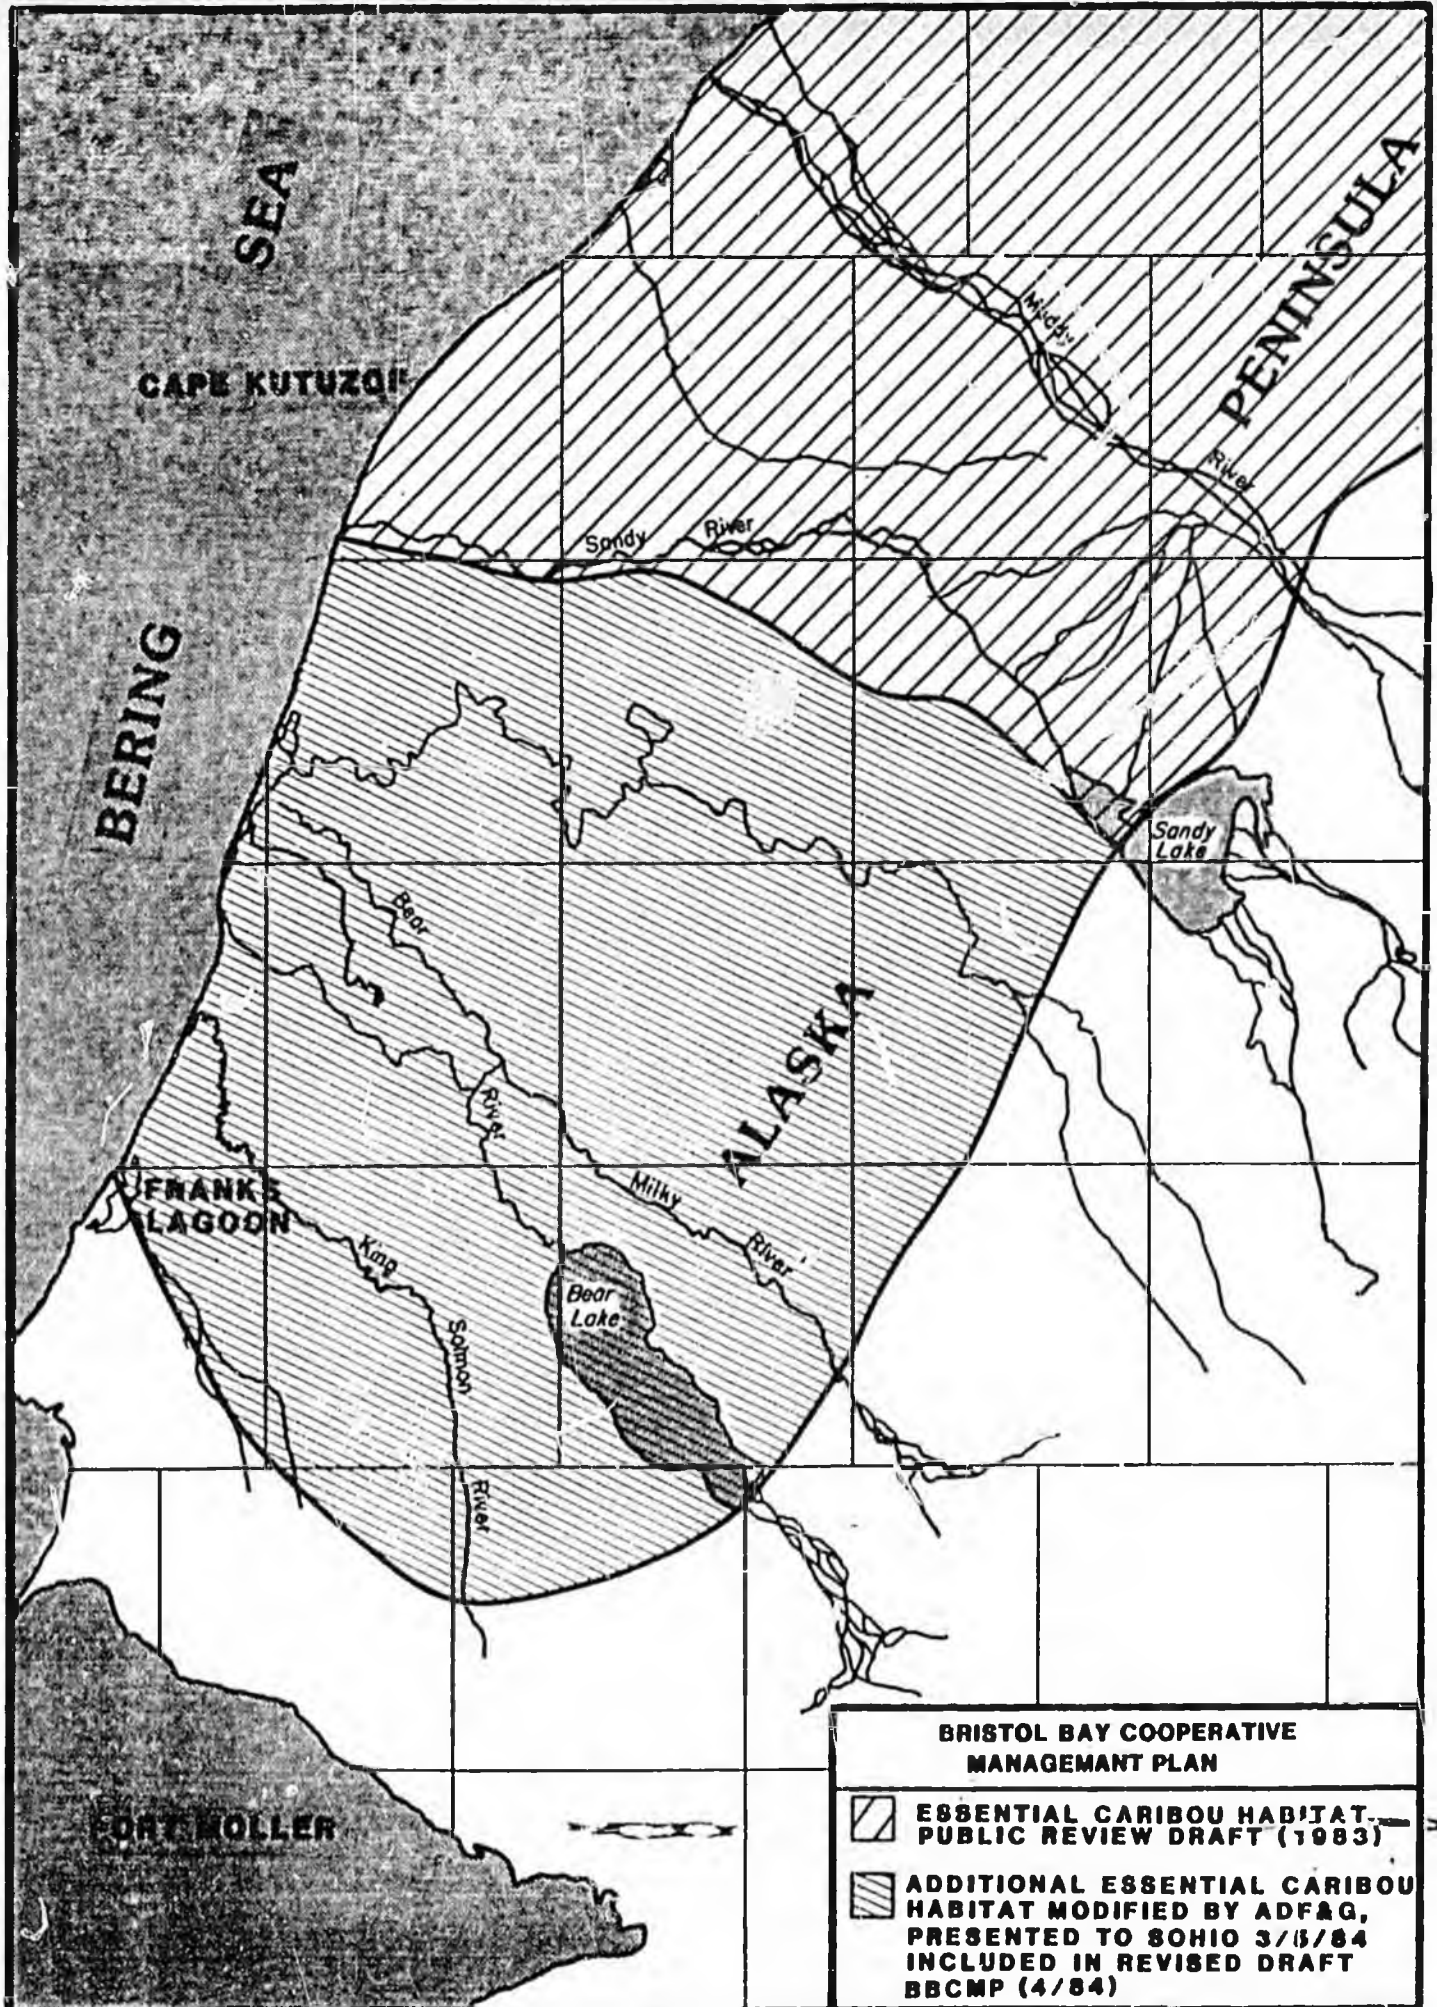 SEA
BERING
CAPE KUTUZOF
PENINSULA
Muddy
River
Sandy
River
Sandy
Lake
Bear
River
ALASKA
Milky
River
FRANKS
LAGOON
King
Salmon
River
Bear
Lake
PORT MOLLER
BRISTOL BAY COOPERATIVE
MANAGEMANT PLAN
ESSENTIAL CARIBOU HABITAT-
PUBLIC REVIEW DRAFT (1983)
ADDITIONAL ESSENTIAL CARIBOU
HABITAT MODIFIED BY ADF&G,
PRESENTED TO SOHIO
INCLUDED IN REVISED DRAFT
BBCMP (4/84)